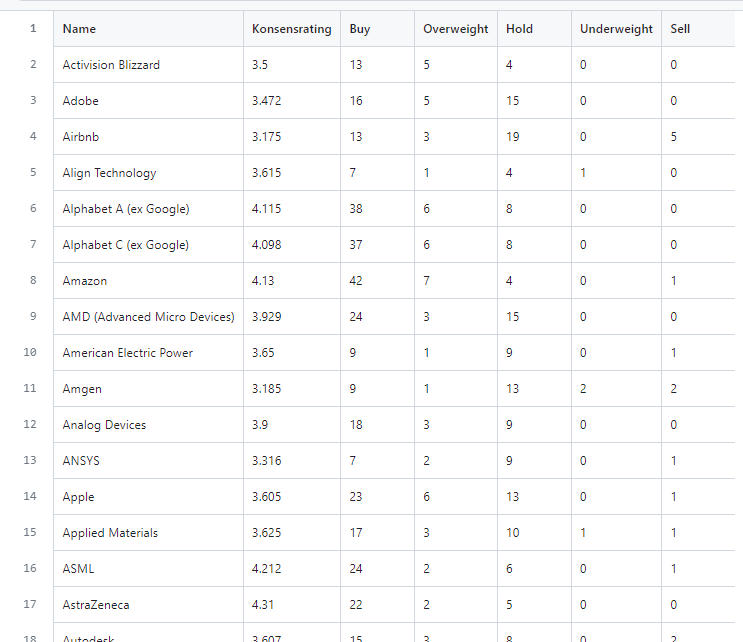 1 Name Konsensrating Buy Overweight Hold Underweight Sell
2 Activision Blizzard 3.5 13 5 4 0 0
3 Adobe 3.472 16 5 15 0 0
4 Airbnb 3.175 13 3 19 0 5
5 Align Technology 3.615 7 1 4 1 0
6 Alphabet A (ex Google) 4.115 38 6 8 0 0
7 Alphabet C (ex Google) 4.098 37 6 8 0 0
8 Amazon 4.13 42 7 4 0 1
9 AMD (Advanced Micro Devices) 3.929 24 3 15 0 0
10 American Electric Power 3.65 9 1 9 0 1
11 Amgen 3.185 9 1 13 2 2
12 Analog Devices 3.9 18 3 9 0 0
13 ANSYS 3.316 7 2 9 0 1
14 Apple 3.605 23 6 13 0 1
15 Applied Materials 3.625 17 3 10 1 1
16 ASML 4.212 24 2 6 0 1
17 AstraZeneca 4.31 22 2 5 0 0
18 Autodesk 3.607 15 3 8 0 2